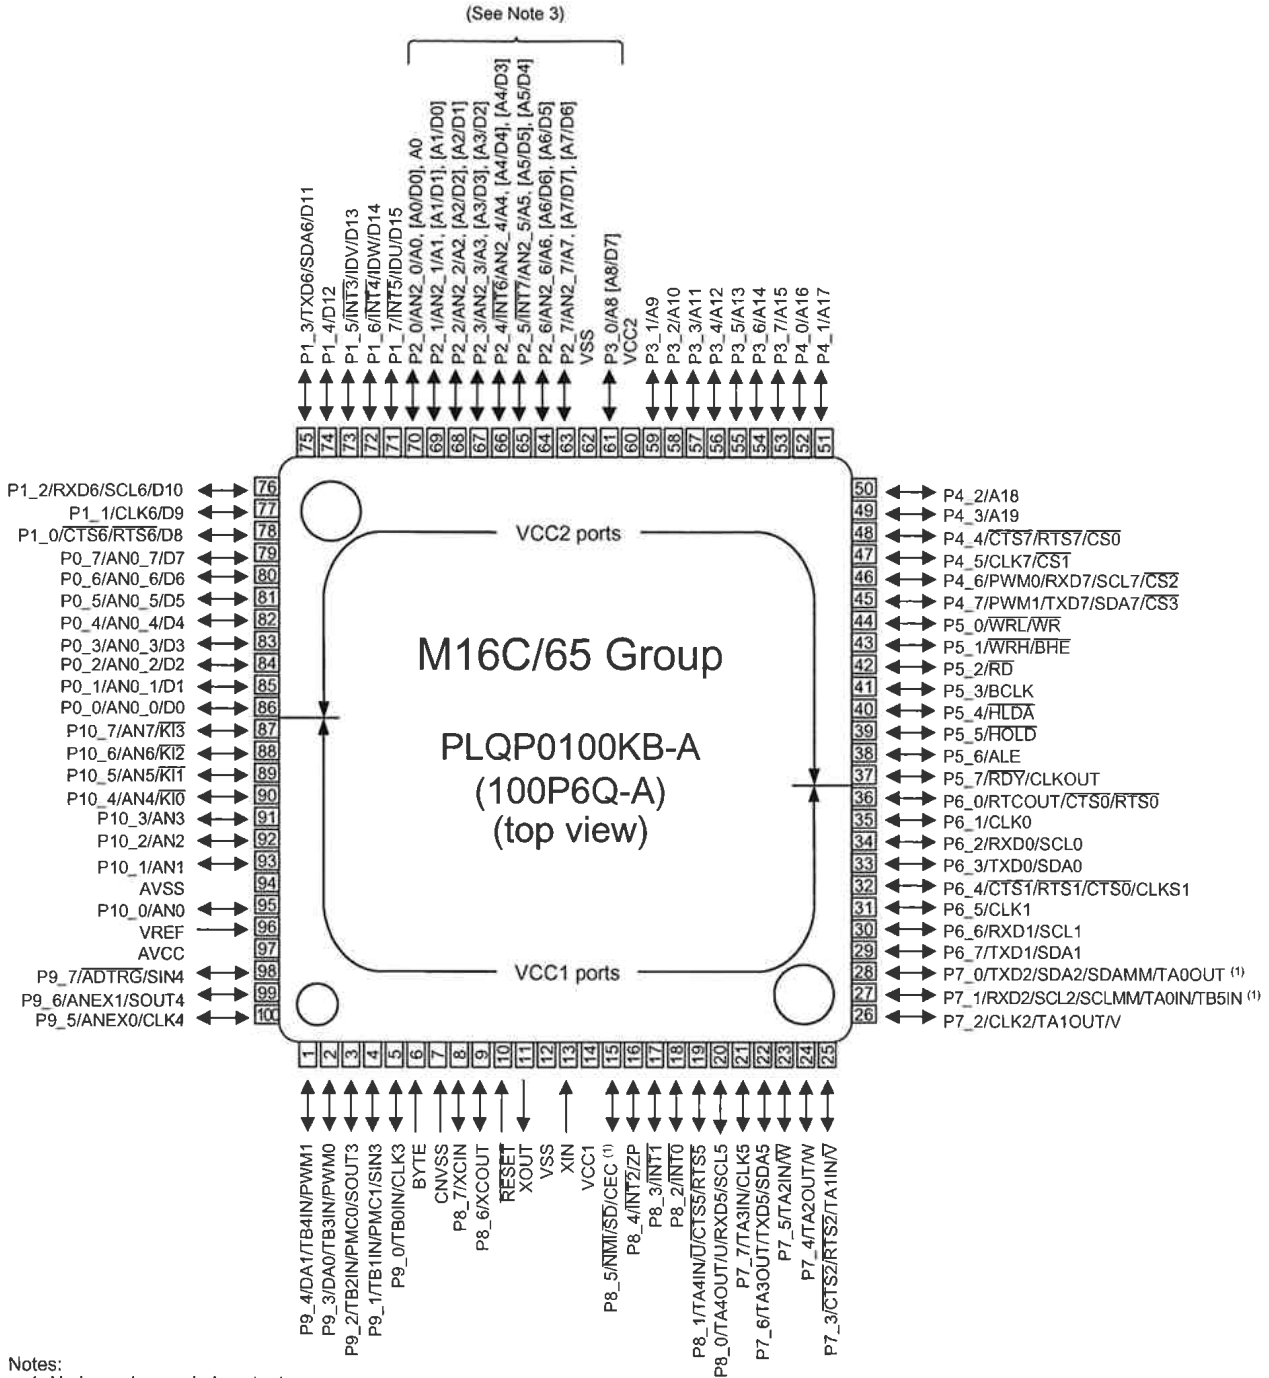 (See Note 3)
P1_3/TXD6/SDA6/D11
P1_4/D12
P1_5/INT3/IDV/D13
P1_6/INT4/IDW/D14
P1_7/INT5/IDU/D15
P2_0/AN2_0/A0, [A0/D0], A0
P2_1/AN2_1/A1, [A1/D1], [A1/D0]
P2_2/AN2_2/A2, [A2/D2], [A2/D1]
P2_3/AN2_3/A3, [A3/D3], [A3/D2]
P2_4/INT6/AN2_4/A4, [A4/D4], [A4/D3]
P2_5/INT7/AN2_5/A5, [A5/D5], [A5/D4]
P2_6/AN2_6/A6, [A6/D6], [A6/D5]
P2_7/AN2_7/A7, [A7/D7], [A7/D6]
VSS
P3_0/A8 [A8/D7]
VCC2
P3_1/A9
P3_2/A10
P3_3/A11
P3_4/A12
P3_5/A13
P3_6/A14
P3_7/A15
P4_0/A16
P4_1/A17
75 74 73 72 71 70 69 68 67 66 65 64 63 62 61 60 59 58 57 56 55 54 53 52 51
P1_2/RXD6/SCL6/D10 76
P1_1/CLK6/D9 77
P1_0/CTS6/RTS6/D8 78
P0_7/AN0_7/D7 79
P0_6/AN0_6/D6 80
P0_5/AN0_5/D5 81
P0_4/AN0_4/D4 82
P0_3/AN0_3/D3 83
P0_2/AN0_2/D2 84
P0_1/AN0_1/D1 85
P0_0/AN0_0/D0 86
P10_7/AN7/KI3 87
P10_6/AN6/KI2 88
P10_5/AN5/KI1 89
P10_4/AN4/KI0 90
P10_3/AN3 91
P10_2/AN2 92
P10_1/AN1 93
AVSS 94
P10_0/AN0 95
VREF 96
AVCC 97
P9_7/ADTRG/SIN4 98
P9_6/ANEX1/SOUT4 99
P9_5/ANEX0/CLK4 100
VCC2 ports
M16C/65 Group
PLQP0100KB-A
(100P6Q-A)
(top view)
VCC1 ports
50 P4_2/A18
49 P4_3/A19
48 P4_4/CTS7/RTS7/CS0
47 P4_5/CLK7/CS1
46 P4_6/PWM0/RXD7/SCL7/CS2
45 P4_7/PWM1/TXD7/SDA7/CS3
44 P5_0/WRL/WR
43 P5_1/WRH/BHE
42 P5_2/RD
41 P5_3/BCLK
40 P5_4/HLDA
39 P5_5/HOLD
38 P5_6/ALE
37 P5_7/RDY/CLKOUT
36 P6_0/RTCOUT/CTS0/RTS0
35 P6_1/CLK0
34 P6_2/RXD0/SCL0
33 P6_3/TXD0/SDA0
32 P6_4/CTS1/RTS1/CTS0/CLKS1
31 P6_5/CLK1
30 P6_6/RXD1/SCL1
29 P6_7/TXD1/SDA1
28 P7_0/TXD2/SDA2/SDAMM/TA0OUT (1)
27 P7_1/RXD2/SCL2/SCLMM/TA0IN/TB5IN (1)
26 P7_2/CLK2/TA1OUT/V
1 2 3 4 5 6 7 8 9 10 11 12 13 14 15 16 17 18 19 20 21 22 23 24 25
P9_4/DA1/TB4IN/PWM1
P9_3/DA0/TB3IN/PWM0
P9_2/TB2IN/PMC0/SOUT3
P9_1/TB1IN/PMC1/SIN3
P9_0/TB0IN/CLK3
BYTE
CNVSS
P8_7/XCIN
P8_6/XCOUT
RESET
XOUT
VSS
XIN
VCC1
P8_5/NMI/SD/CEC (1)
P8_4/INT2/ZP
P8_3/INT1
P8_2/INT0
P8_1/TA4IN/U/CTS5/RTS5
P8_0/TA4OUT/U/RXD5/SCL5
P7_7/TA3IN/CLK5
P7_6/TA3OUT/TXD5/SDA5
P7_5/TA2IN/W
P7_4/TA2OUT/W
P7_3/CTS2/RTS2/TA1IN/V
Notes: